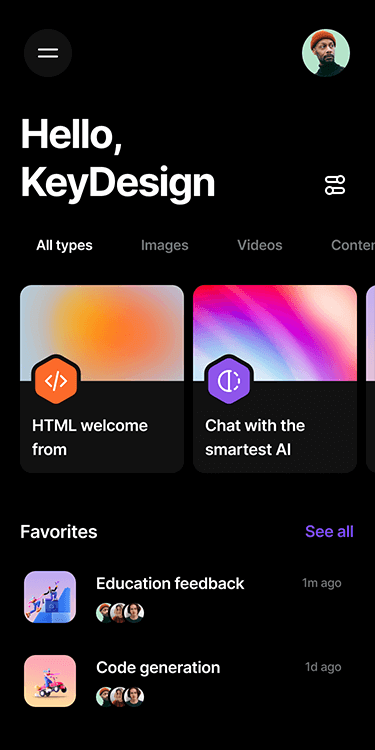 Hello,
KeyDesign
All types Images Videos Conten
HTML welcome
from
Chat with the
smartest AI
Favorites See all
Education feedback 1m ago
Code generation 1d ago